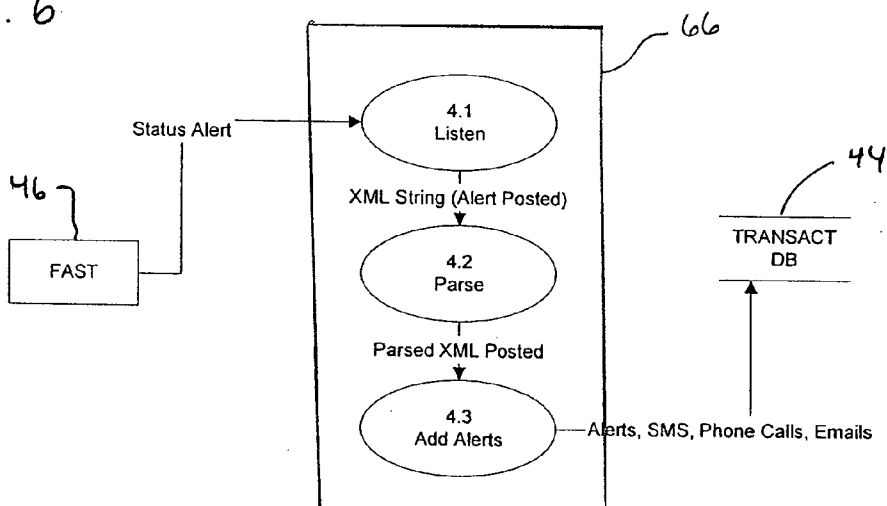 . 6
66
4.1
Listen
Status Alert
44
46
XML String (Alert Posted)
TRANSACT
DB
FAST
4.2
Parse
Parsed XML Posted
4.3
Add Alerts
Alerts, SMS, Phone Calls, Emails